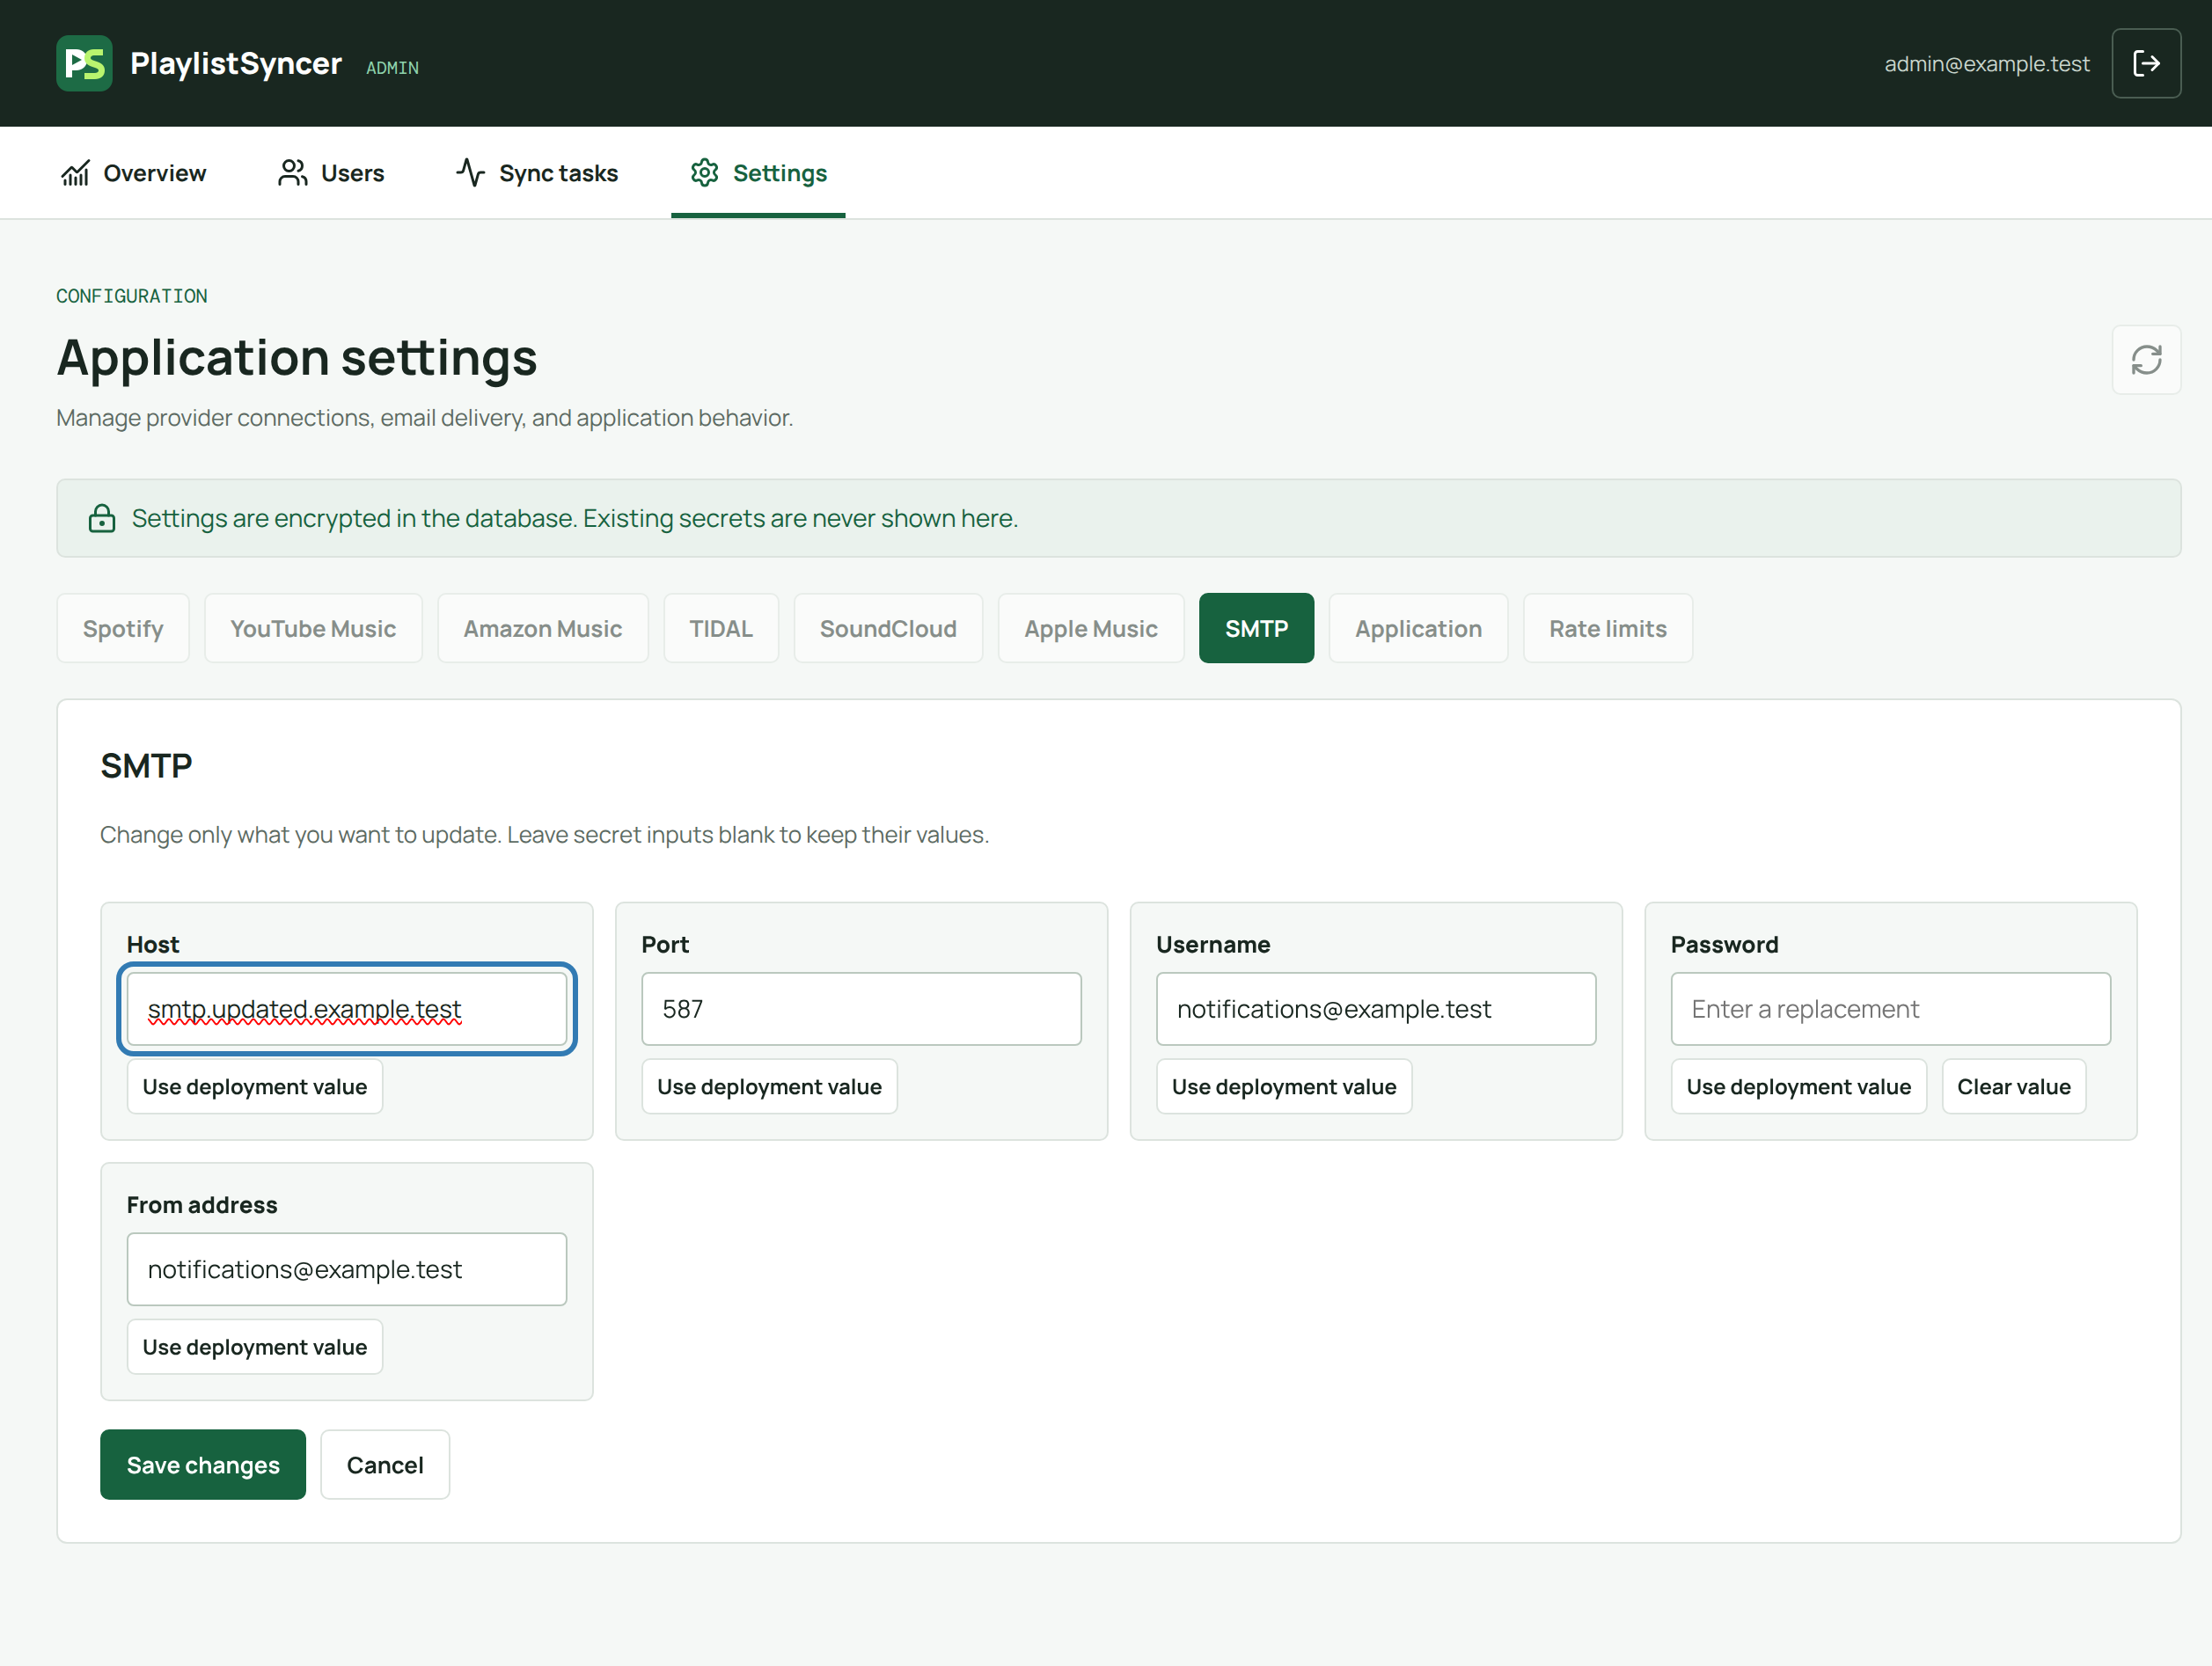 PS PlaylistSyncer ADMIN admin@example.test
Overview Users Sync tasks Settings
CONFIGURATION
Application settings
Manage provider connections, email delivery, and application behavior.
Settings are encrypted in the database. Existing secrets are never shown here.
Spotify YouTube Music Amazon Music TIDAL SoundCloud Apple Music SMTP Application Rate limits
SMTP
Change only what you want to update. Leave secret inputs blank to keep their values.
Host Port Username Password
smtp.updated.example.test 587 notifications@example.test Enter a replacement
Use deployment value Use deployment value Use deployment value Use deployment value Clear value
From address
notifications@example.test
Use deployment value
Save changes Cancel